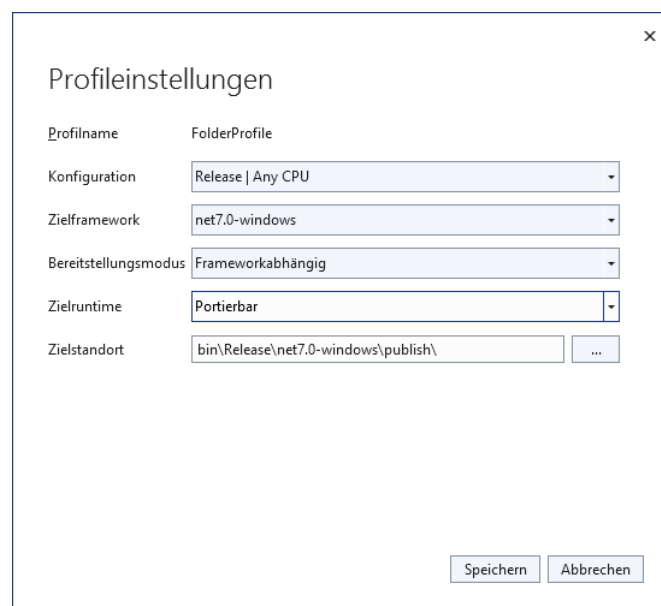 Profileinstellungen
Profilname FolderProfile
Konfiguration Release | Any CPU
Zielframework net7.0-windows
Bereitstellungsmodus Frameworkabhängig
Zielruntime Portierbar
Zielstandort bin\Release\net7.0-windows\publish\ ...
Speichern Abbrechen